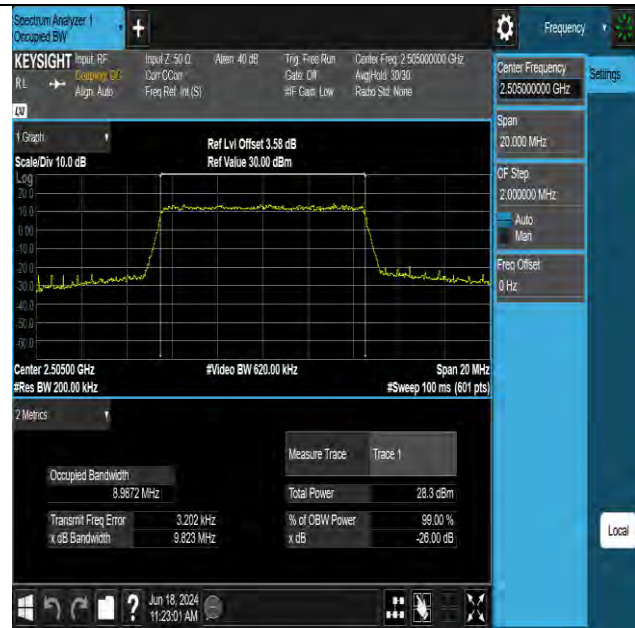 Spectrum Analyzer 1
Occupied BW
+
Frequency
KEYSIGHT
RL
LXI
Input: RF
Coupling: DC
Align: Auto
Input Z: 50 Ω
Corr CCorr
Freq Ref: Int (S)
Atten: 40 dB
Trig: Free Run
Gate: Off
#IF Gain: Low
Center Freq: 2.505000000 GHz
Avg|Hold: 30/30
Radio Std: None
Center Frequency
2.505000000 GHz
Settings
Span
20.000 MHz
CF Step
2.000000 MHz
Auto
Man
Freq Offset
0 Hz
1 Graph
Scale/Div 10.0 dB
Ref Lvl Offset 3.58 dB
Ref Value 30.00 dBm
Log
20.0
10.0
0.00
-10.0
-20.0
-30.0
-40.0
-50.0
-60.0
Center 2.50500 GHz
#Res BW 200.00 kHz
#Video BW 620.00 kHz
Span 20 MHz
#Sweep 100 ms (601 pts)
2 Metrics
Measure Trace Trace 1
Occupied Bandwidth
8.9872 MHz
Total Power 28.3 dBm
Transmit Freq Error 3.202 kHz
% of OBW Power 99.00 %
x dB Bandwidth 9.823 MHz
x dB -26.00 dB
Local
?
Jun 18, 2024
11:23:01 AM